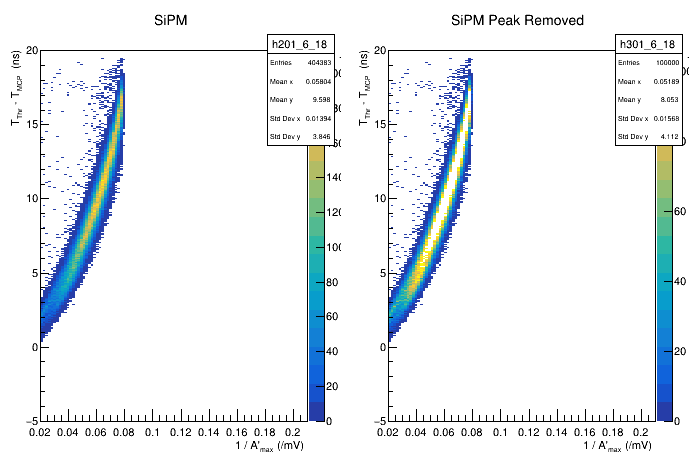 SiPM
h201_6_18
Entries 404383
Mean x 0.05804
Mean y 9.598
Std Dev x 0.01394
Std Dev y 3.846
T_Thr - T_MCP (ns)
20
15
10
5
0
−5
0.02 0.04 0.06 0.08 0.1 0.12 0.14 0.16 0.18 0.2
1 / A'_max (/mV)
140
120
100
80
60
40
20
0
SiPM Peak Removed
h301_6_18
Entries 100000
Mean x 0.05189
Mean y 8.053
Std Dev x 0.01568
Std Dev y 4.112
T_Thr - T_MCP (ns)
20
15
10
5
0
−5
0.02 0.04 0.06 0.08 0.1 0.12 0.14 0.16 0.18 0.2
1 / A'_max (/mV)
60
40
20
0